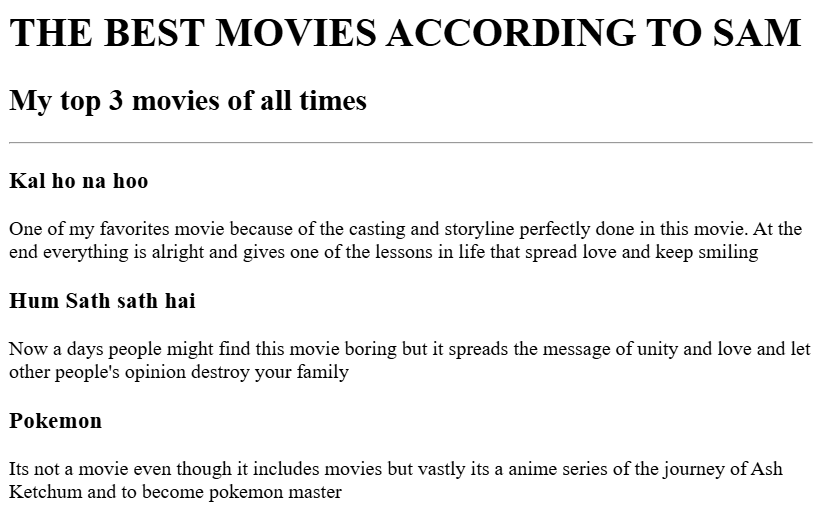 THE BEST MOVIES ACCORDING TO SAM
My top 3 movies of all times
Kal ho na hoo
One of my favorites movie because of the casting and storyline perfectly done in this movie. At the
end everything is alright and gives one of the lessons in life that spread love and keep smiling
Hum Sath sath hai
Now a days people might find this movie boring but it spreads the message of unity and love and let
other people's opinion destroy your family
Pokemon
Its not a movie even though it includes movies but vastly its a anime series of the journey of Ash
Ketchum and to become pokemon master